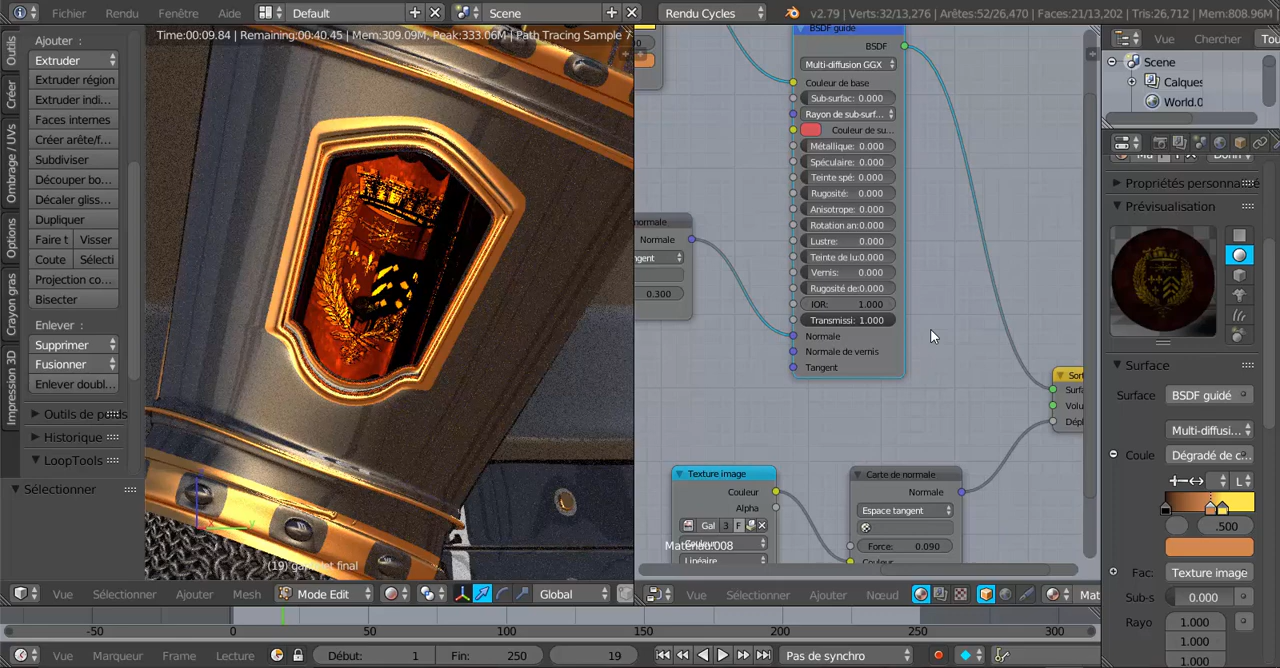 Fichier
Rendu
Fenêtre
Aide
Default
Scene
Rendu Cycles
v2.79 | Verts:32/13,276 | Arêtes:52/26,470 | Faces:21/13,202 | Tris:26,712 | Mem:808.96M
Time:00:09.84 | Remaining:00:40.45 | Mem:309.09M, Peak:333.06M | Path Tracing Sample 7
Outils
Créer
Ombrage / UVs
Options
Crayon gras
Impression 3D
Ajouter :
Extruder
Extruder région
Extruder indi...
Faces internes
Créer arête/f...
Subdiviser
Découper bo...
Décaler gliss...
Dupliquer
Faire t
Visser
Coute
Sélecti
Projection co...
Bisecter
Enlever :
Supprimer
Fusionner
Enlever doubl...
Historique
LoopTools
Sélectionner
(19) gantelet final
BSDF guidé
BSDF
Multi-diffusion GGX
Couleur de base
Sub-surfac: 0.000
Rayon de sub-surf...
Couleur de su...
Métallique: 0.000
Spéculaire: 0.000
Teinte spé: 0.000
Rugosité: 0.000
Anisotrope: 0.000
Rotation an: 0.000
Lustre: 0.000
Teinte de lu: 0.000
Vernis: 0.000
Rugosité de: 0.000
IOR: 1.000
Transmissi: 1.000
Normale
Normale de vernis
Tangent
normale
Normale
ngent
0.300
Sort
Surfa
Volu
Dépl
Texture image
Couleur
Alpha
Gal 3 F
Couleur
Linéaire
Matériau.008
Carte de normale
Normale
Espace tangent
Force: 0.090
Couleur
Vue
Chercher
Tou
Scene
Calques
World.0
Propriétés personna
Prévisualisation
Surface
Surface
BSDF guidé
Multi-diffusi...
Coule
Dégradé de c...
L
.500
Fac:
Texture image
Sub-s
0.000
Rayo
1.000
1.000
1.000
Vue
Sélectionner
Ajouter
Mesh
Mode Edit
Global
Vue
Sélectionner
Ajouter
Nœud
Mat
-50
0
50
100
150
200
250
300
Vue
Marqueur
Frame
Lecture
Début: 1
Fin: 250
19
Pas de synchro